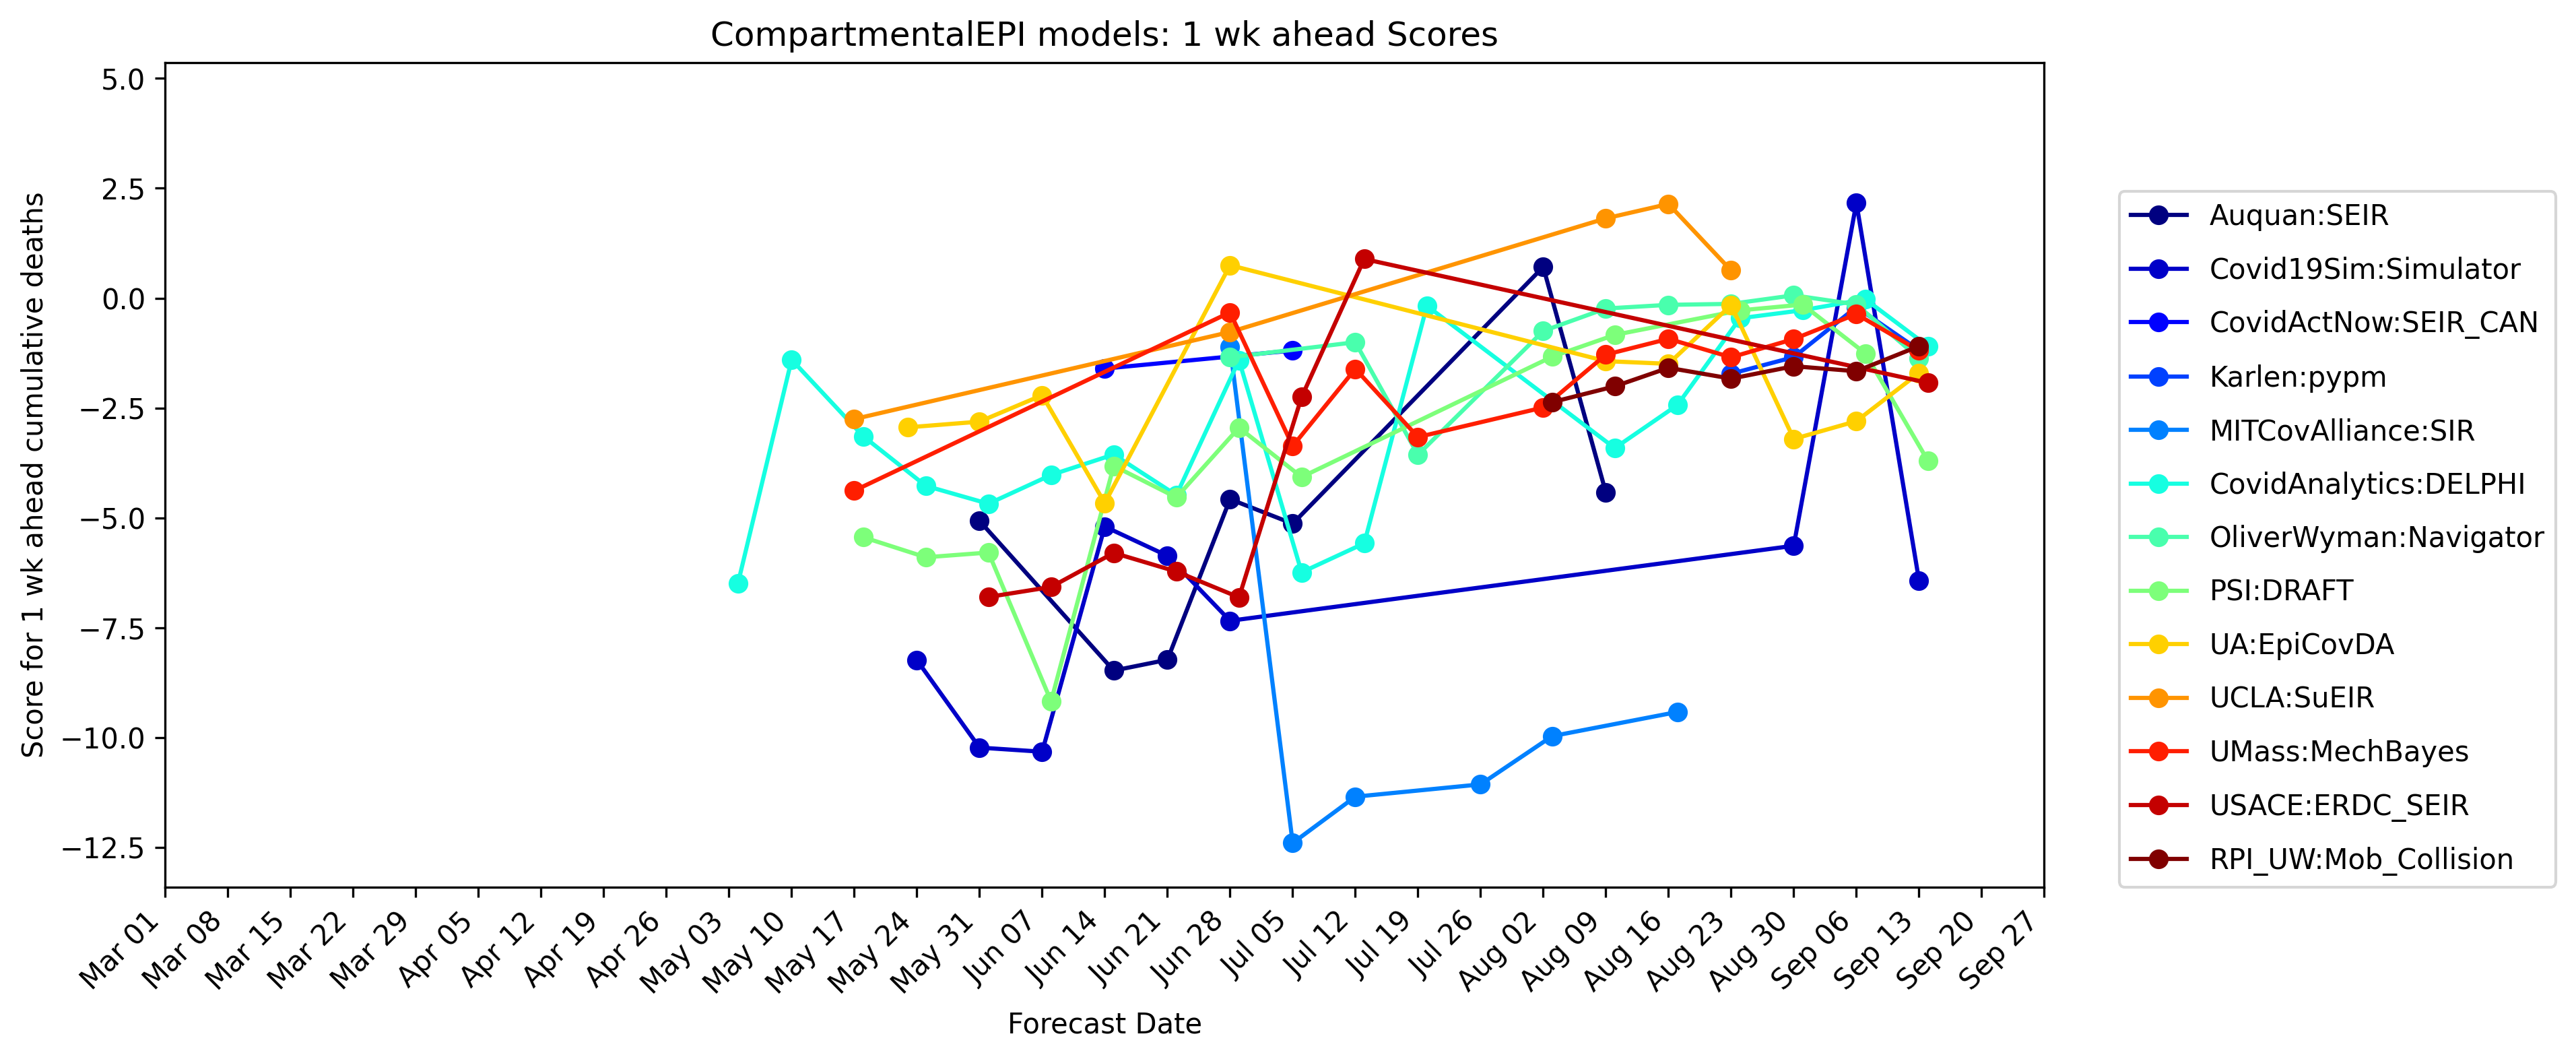 CompartmentalEPI models: 1 wk ahead Scores
Score for 1 wk ahead cumulative deaths
5.0
2.5
0.0
−2.5
−5.0
−7.5
−10.0
−12.5
Mar 01
Mar 08
Mar 15
Mar 22
Mar 29
Apr 05
Apr 12
Apr 19
Apr 26
May 03
May 10
May 17
May 24
May 31
Jun 07
Jun 14
Jun 21
Jun 28
Jul 05
Jul 12
Jul 19
Jul 26
Aug 02
Aug 09
Aug 16
Aug 23
Aug 30
Sep 06
Sep 13
Sep 20
Sep 27
Forecast Date
Auquan:SEIR
Covid19Sim:Simulator
CovidActNow:SEIR_CAN
Karlen:pypm
MITCovAlliance:SIR
CovidAnalytics:DELPHI
OliverWyman:Navigator
PSI:DRAFT
UA:EpiCovDA
UCLA:SuEIR
UMass:MechBayes
USACE:ERDC_SEIR
RPI_UW:Mob_Collision